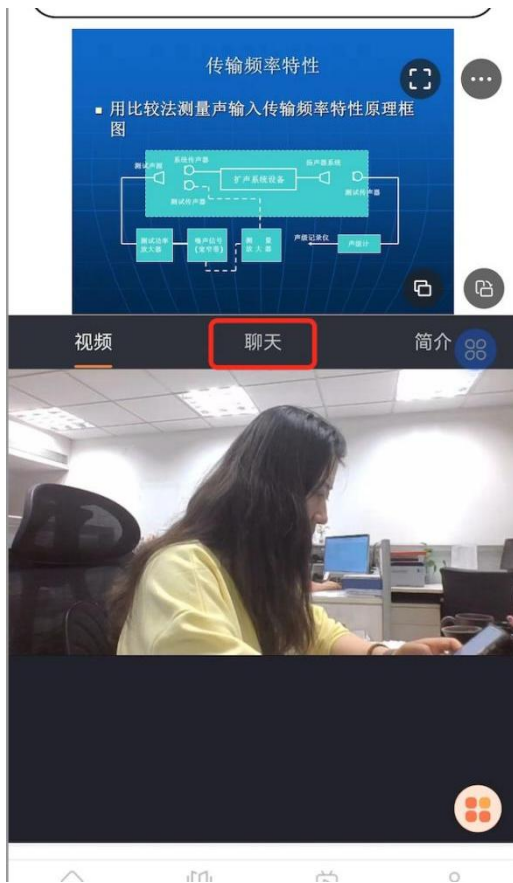 传输频率特性
▪ 用比较法测量声输入传输频率特性原理框
图
测试声源
系统传声器
扩声系统设备
扬声器系统
测试传声器
测试传声器
测试功率
放大器
噪声信号
(宽窄带)
测 量
放大器
声级记录仪
声级计
视频
聊天
简介